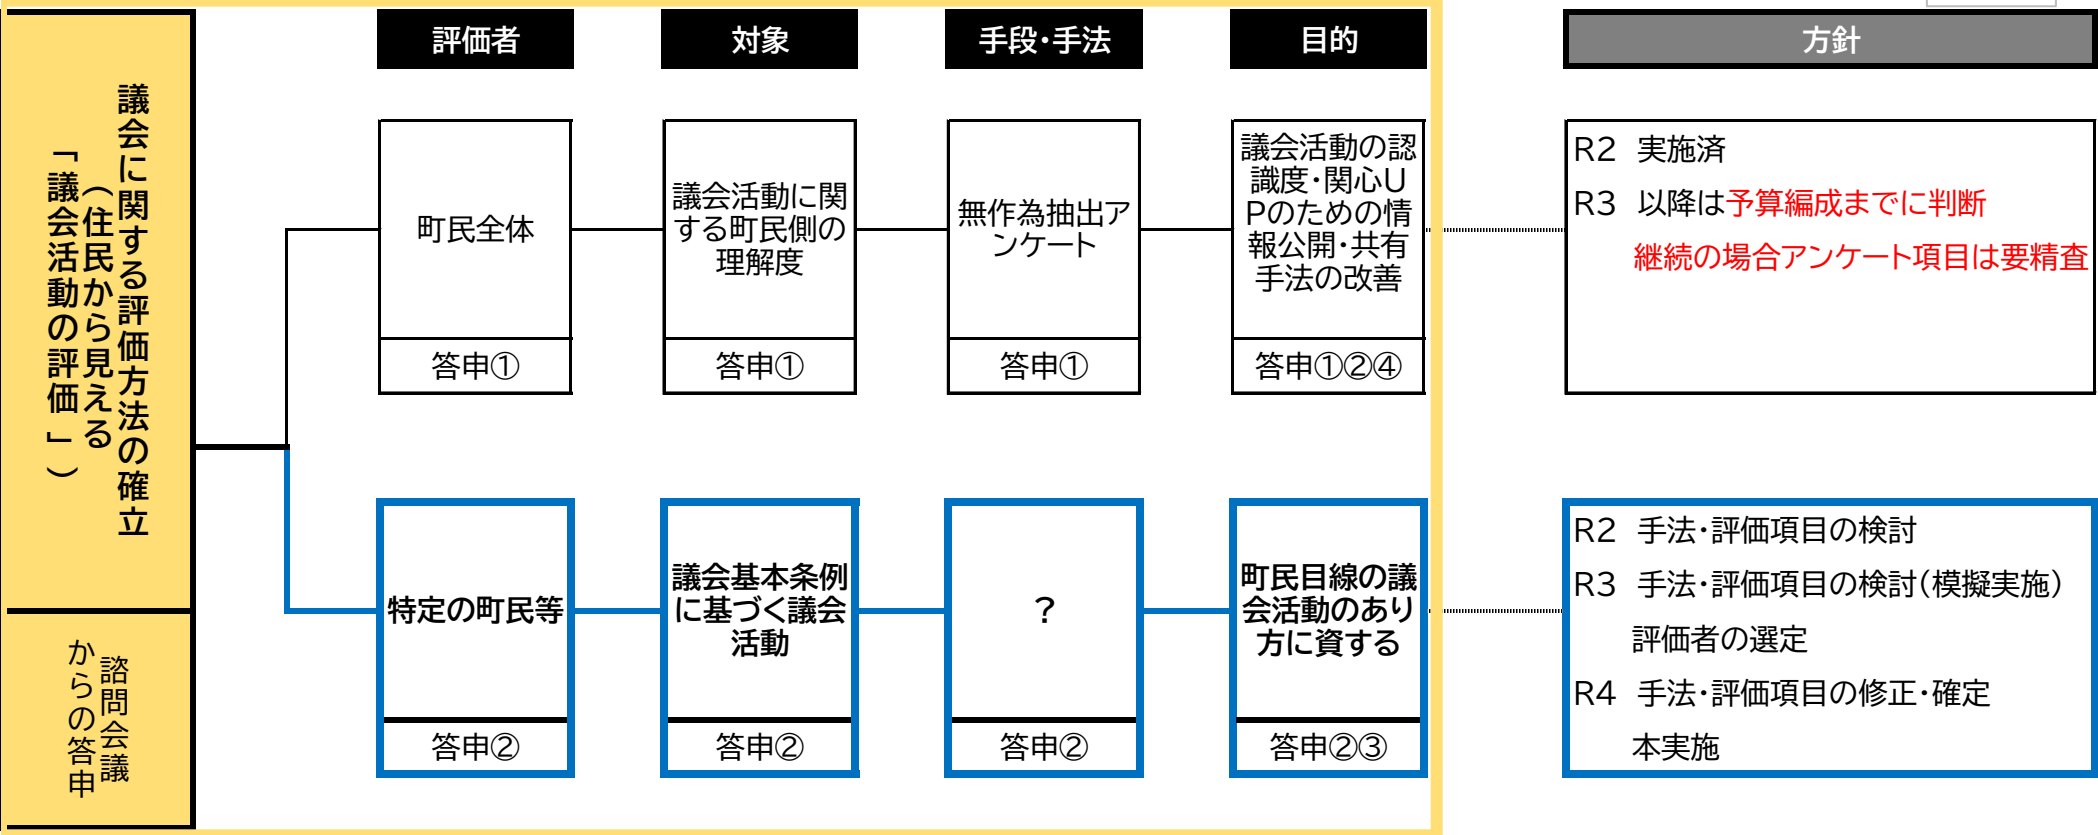 議会に関する評価方法の確立
(住民から見える
「議会活動の評価」)
諮問会議
からの答申
評価者
対象
手段・手法
目的
方針
町民全体
答申①
議会活動に関
する町民側の
理解度
答申①
無作為抽出ア
ンケート
答申①
議会活動の認
識度・関心U
Pのための情
報公開・共有
手法の改善
答申①②④
R2 実施済
R3 以降は予算編成までに判断
継続の場合アンケート項目は要精査
特定の町民等
答申②
議会基本条例
に基づく議会
活動
答申②
?
答申②
町民目線の議
会活動のあり
方に資する
答申②③
R2 手法・評価項目の検討
R3 手法・評価項目の検討(模擬実施)
評価者の選定
R4 手法・評価項目の修正・確定
本実施